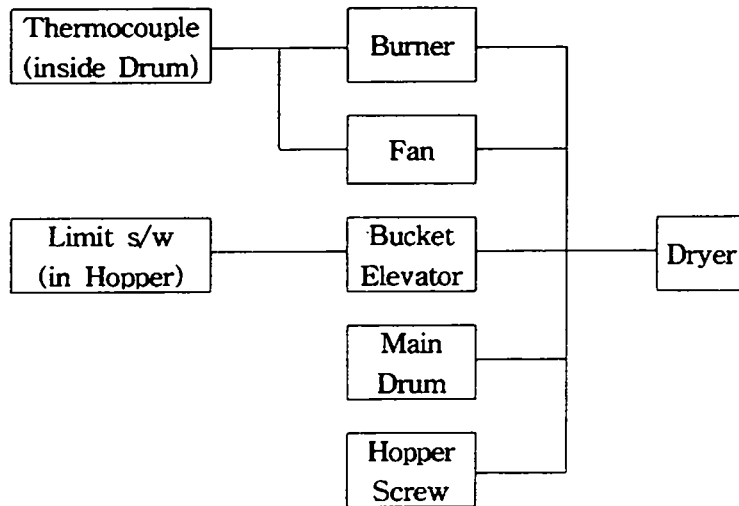 Thermocouple
(inside Drum)
Burner
Fan
Limit s/w
(in Hopper)
Bucket
Elevator
Dryer
Main
Drum
Hopper
Screw